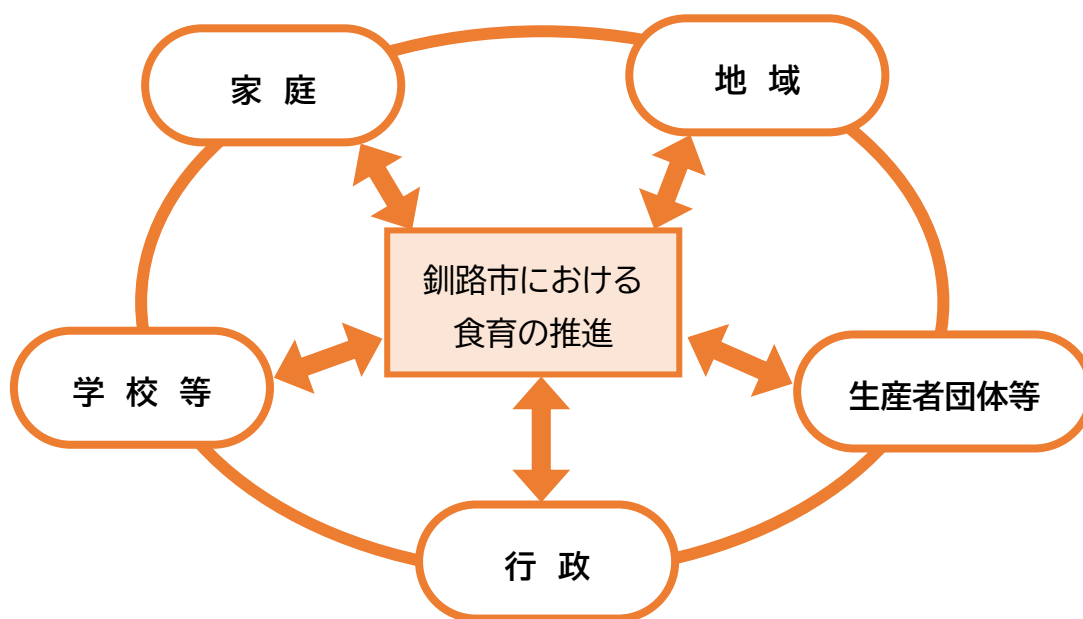 家 庭
地 域
釧路市における
食育の推進
学 校 等
生産者団体等
行 政